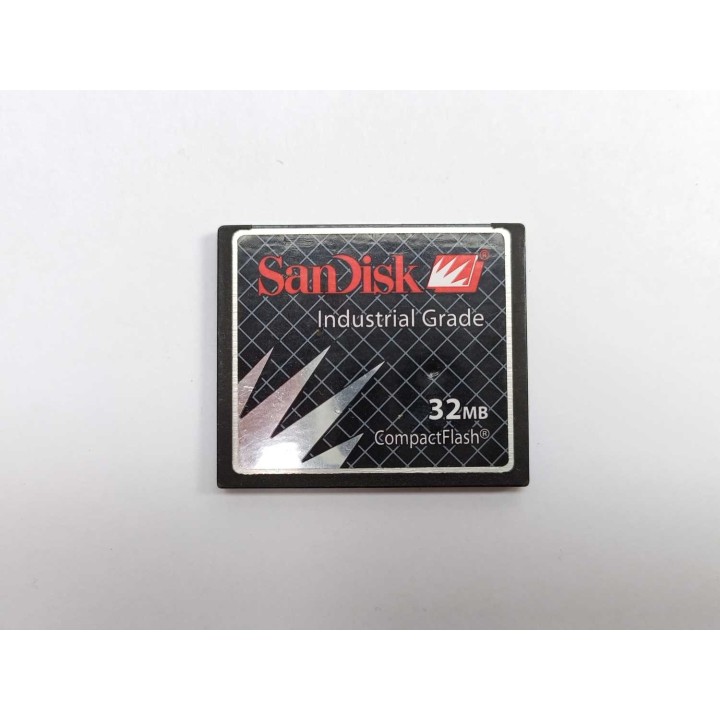 SanDisk®
Industrial Grade
32MB
CompactFlash®